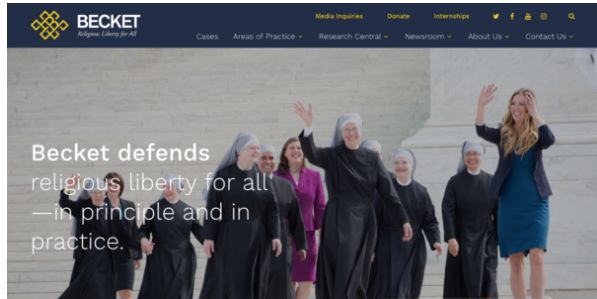 Media Inquiries Donate Internships
BECKET
Religious Liberty for All
Cases Areas of Practice Research Central Newsroom About Us Contact Us
Becket defends
religious liberty for all
—in principle and in
practice.